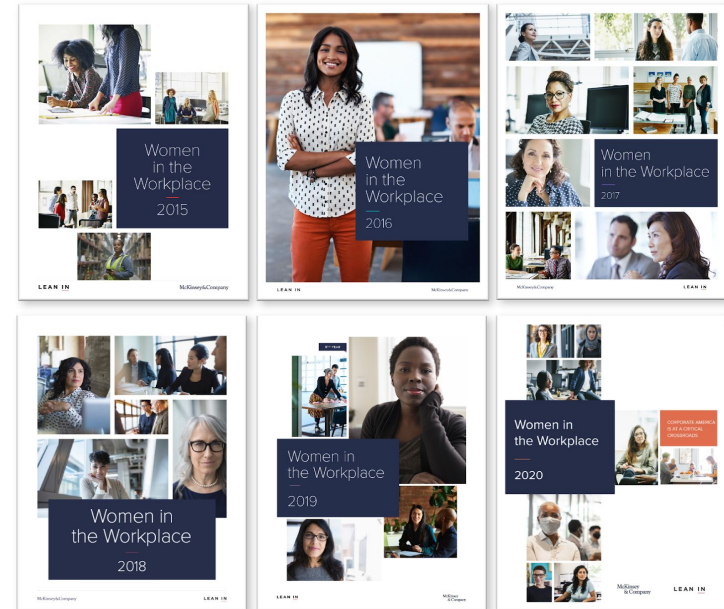 Women
in the
Workplace
2015
LEAN IN
McKinsey&Company
Women
in the
Workplace
2016
LEAN IN
McKinsey&Company
Women
in the Workplace
2017
McKinsey&Company
LEAN IN
Women in
the Workplace
2018
McKinsey&Company
LEAN IN
5TH YEAR
Women in
the Workplace
2019
LEAN IN
McKinsey
& Company
Women in
the Workplace
2020
CORPORATE AMERICA
IS AT A CRITICAL
CROSSROADS
McKinsey
& Company
LEAN IN